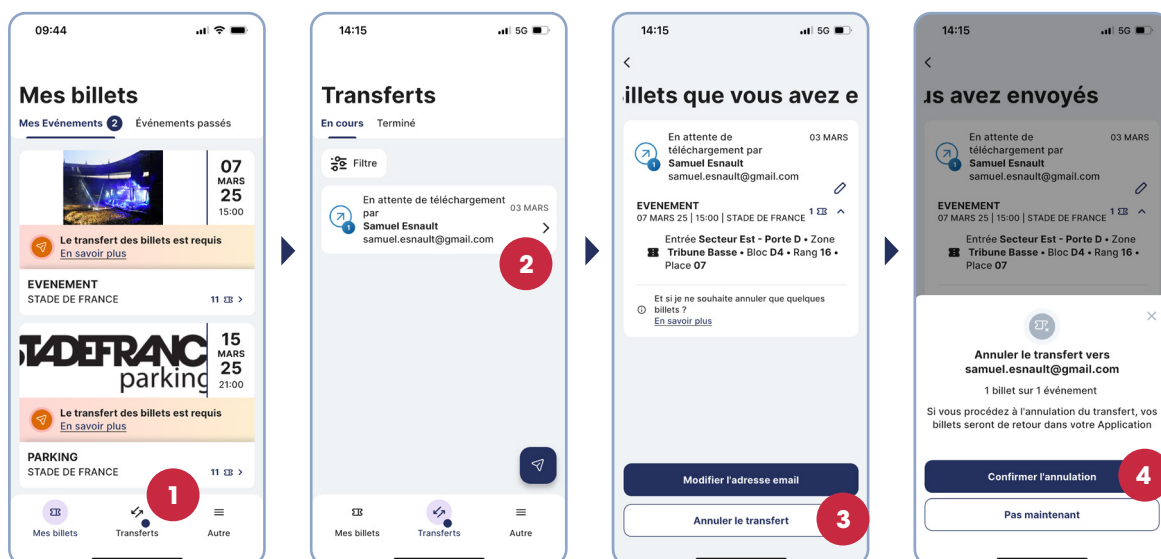 09:44
Mes billets
Mes Evénements 2 Événements passés
07
MARS
25
15:00
Le transfert des billets est requis
En savoir plus
EVENEMENT
STADE DE FRANCE 11
STADEFRANC
parking
15
MARS
25
21:00
Le transfert des billets est requis
En savoir plus
PARKING
STADE DE FRANCE 11
1
Mes billets Transferts Autre
14:15 5G
Transferts
En cours Terminé
Filtre
En attente de téléchargement
par
Samuel Esnault
samuel.esnault@gmail.com
03 MARS
1
2
Mes billets Transferts Autre
14:15 5G
illets que vous avez e
En attente de
téléchargement par
Samuel Esnault
samuel.esnault@gmail.com
03 MARS
1
EVENEMENT
07 MARS 25 | 15:00 | STADE DE FRANCE 1
Entrée Secteur Est - Porte D • Zone
Tribune Basse • Bloc D4 • Rang 16 •
Place 07
Et si je ne souhaite annuler que quelques
billets ?
En savoir plus
Modifier l'adresse email
Annuler le transfert
3
14:15 5G
us avez envoyés
En attente de
téléchargement par
Samuel Esnault
samuel.esnault@gmail.com
03 MARS
1
EVENEMENT
07 MARS 25 | 15:00 | STADE DE FRANCE 1
Entrée Secteur Est - Porte D • Zone
Tribune Basse • Bloc D4 • Rang 16 •
Place 07
Annuler le transfert vers
samuel.esnault@gmail.com
1 billet sur 1 événement
Si vous procédez à l'annulation du transfert, vos
billets seront de retour dans votre Application
Confirmer l'annulation
4
Pas maintenant